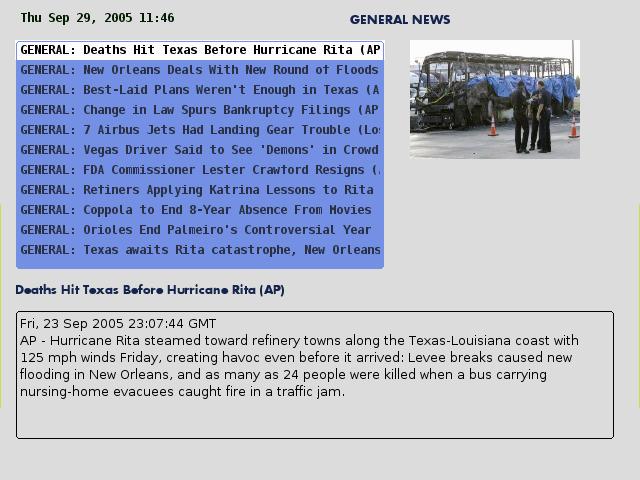 Thu Sep 29, 2005 11:46
GENERAL NEWS
GENERAL: Deaths Hit Texas Before Hurricane Rita (AP
GENERAL: New Orleans Deals With New Round of Floods
GENERAL: Best-Laid Plans Weren't Enough in Texas (A
GENERAL: Change in Law Spurs Bankruptcy Filings (AP
GENERAL: 7 Airbus Jets Had Landing Gear Trouble (Lo
GENERAL: Vegas Driver Said to See 'Demons' in Crowd
GENERAL: FDA Commissioner Lester Crawford Resigns (
GENERAL: Refiners Applying Katrina Lessons to Rita
GENERAL: Coppola to End 8-Year Absence From Movies
GENERAL: Orioles End Palmeiro's Controversial Year
GENERAL: Texas awaits Rita catastrophe, New Orleans
Deaths Hit Texas Before Hurricane Rita (AP)
Fri, 23 Sep 2005 23:07:44 GMT
AP - Hurricane Rita steamed toward refinery towns along the Texas-Louisiana coast with
125 mph winds Friday, creating havoc even before it arrived: Levee breaks caused new
flooding in New Orleans, and as many as 24 people were killed when a bus carrying
nursing-home evacuees caught fire in a traffic jam.